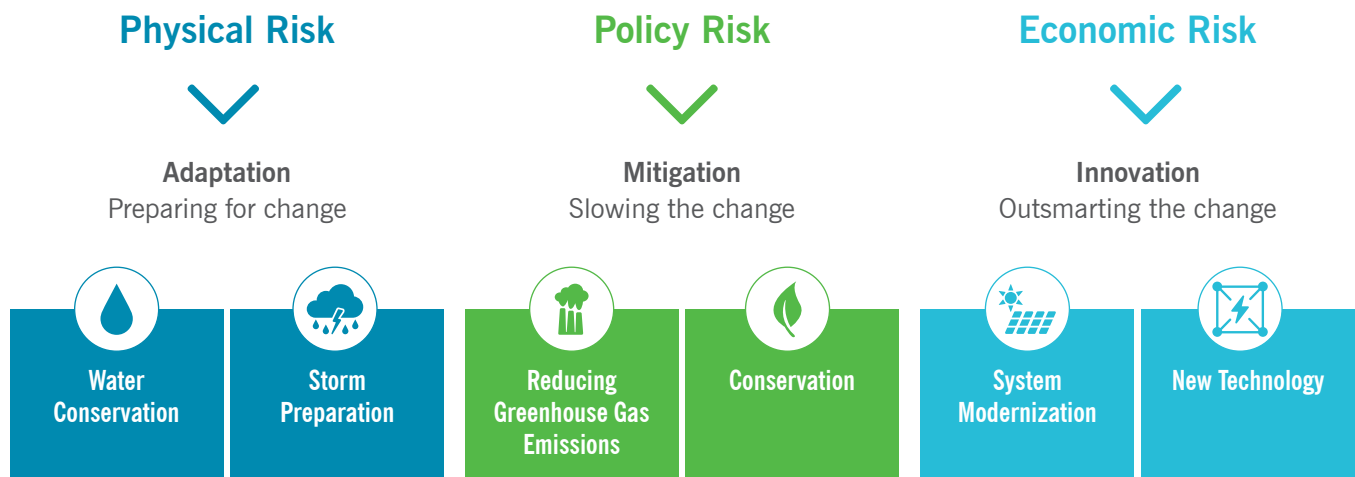 Physical Risk
Adaptation
Preparing for change
Water
Conservation
Storm
Preparation
Policy Risk
Mitigation
Slowing the change
Reducing
Greenhouse Gas
Emissions
Conservation
Economic Risk
Innovation
Outsmarting the change
System
Modernization
New Technology